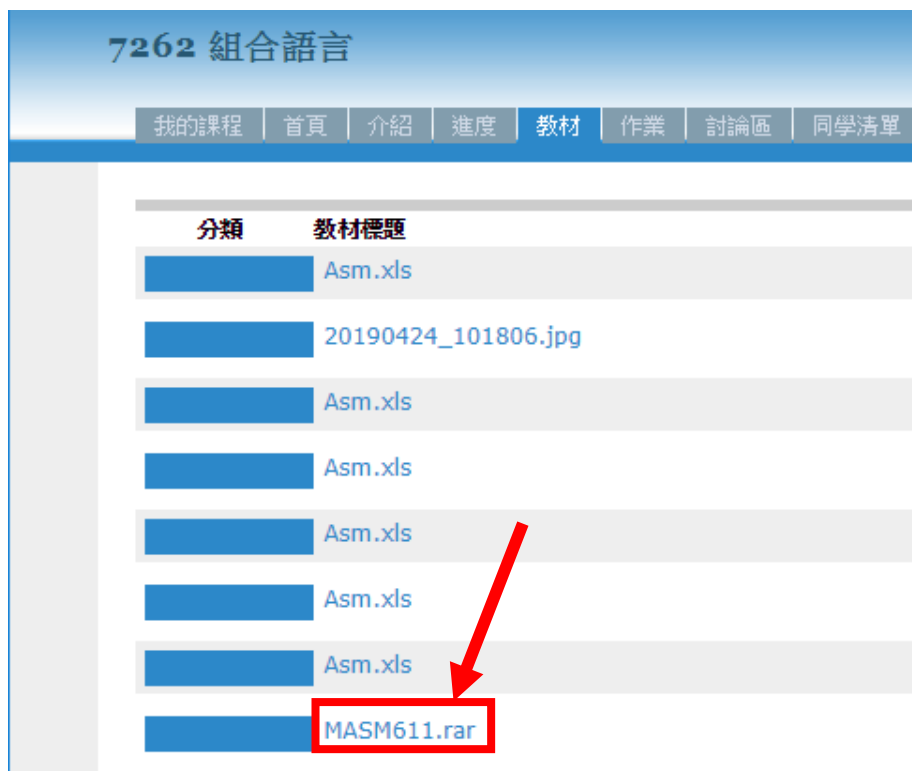 7262 組合語言
我的課程 首頁 介紹 進度 教材 作業 討論區 同學清單
分類 教材標題
Asm.xls
20190424_101806.jpg
Asm.xls
Asm.xls
Asm.xls
Asm.xls
Asm.xls
MASM611.rar